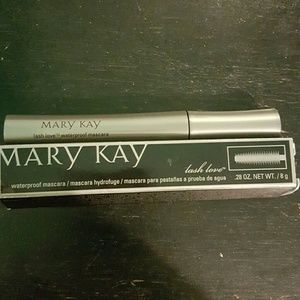 MARY KAY
lash love™ waterproof mascara
MARY KAY
lash love®
waterproof mascara / mascara hydrofuge / mascara para pestañas a prueba de agua
.28 OZ. NET WT. / 8 g